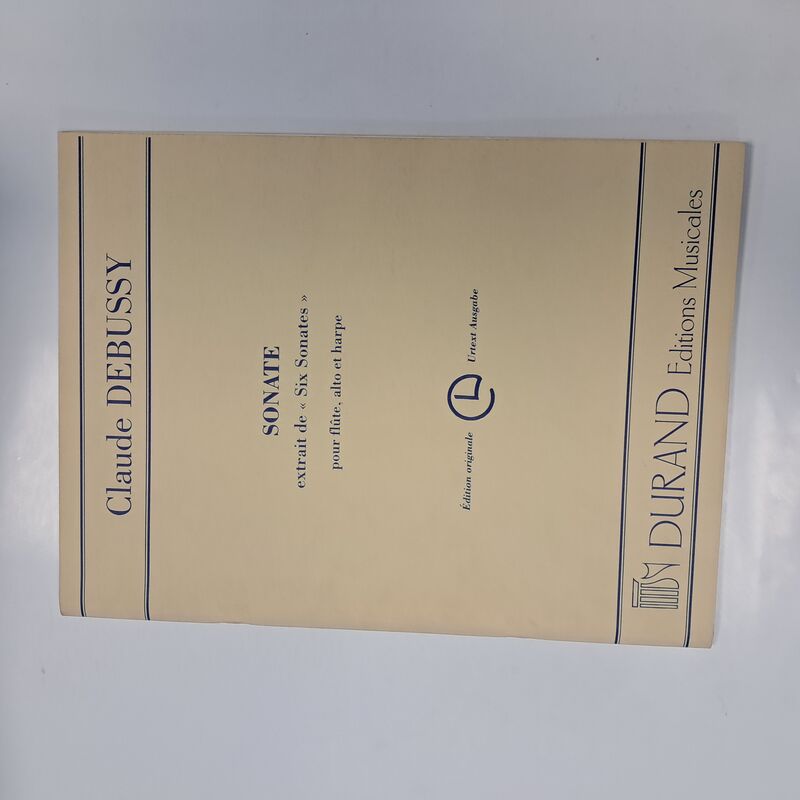 Claude DEBUSSY
SONATE
extrait de « Six Sonates »
pour flûte, alto et harpe
Édition originale Urtext Ausgabe
DURAND Editions Musicales